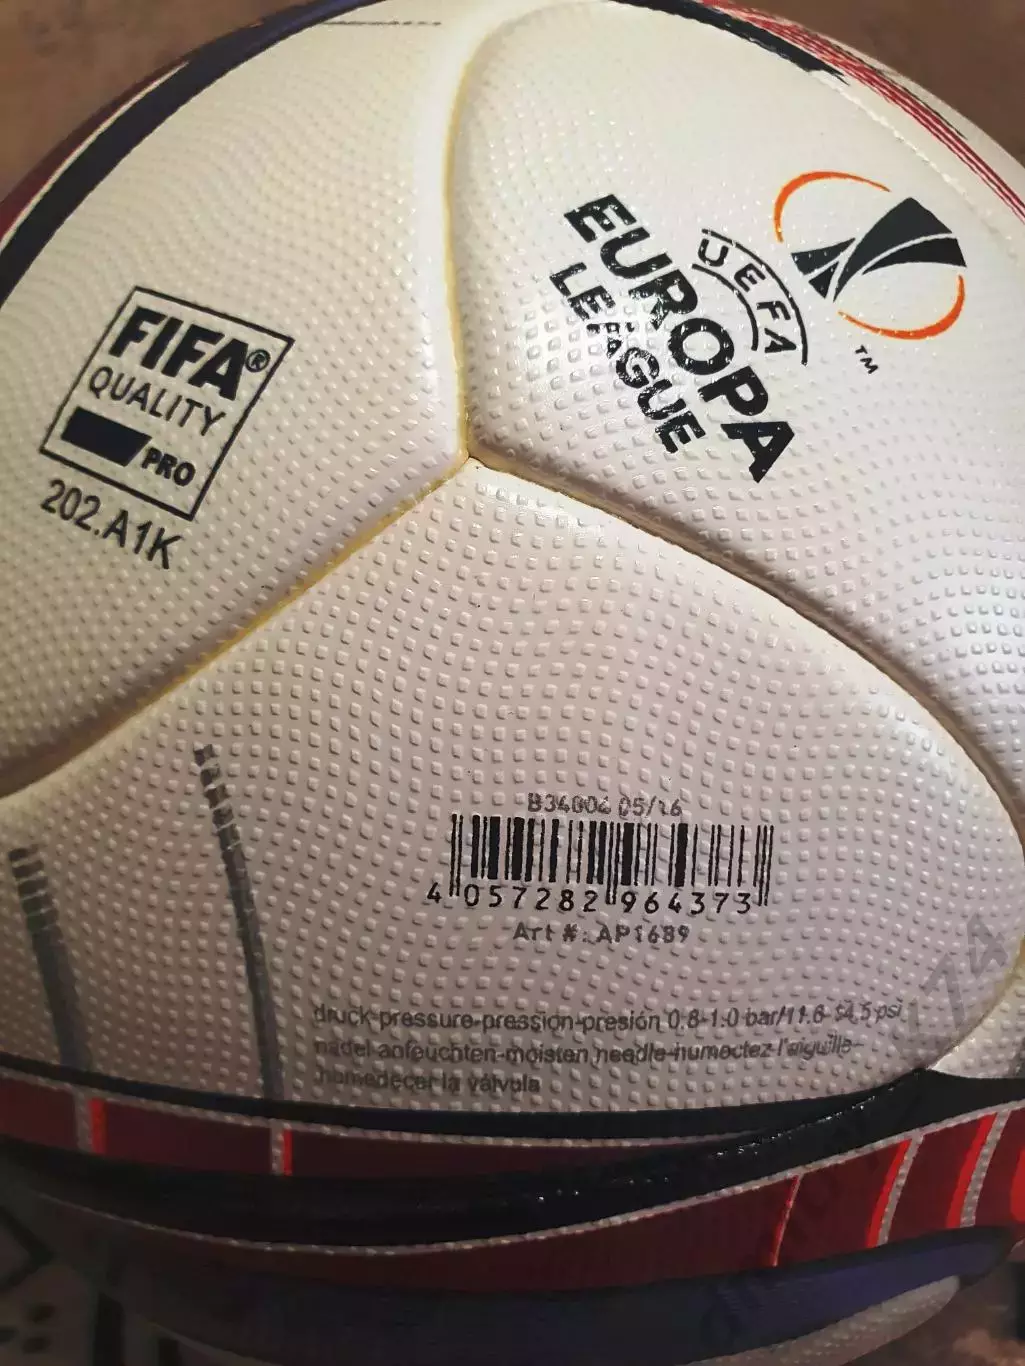 UEFA
EUROPA
LEAGUE
TM
FIFA®
QUALITY
PRO
202.A1K
B34004 05/16
4 057282 964373
Art #: AP1689
druck-pressure-pression-presión 0.8-1.0 bar/11.6-14.5 psi
nadel anfeuchten-moisten needle-humectez l'aiguille-
homedeçer la válvola